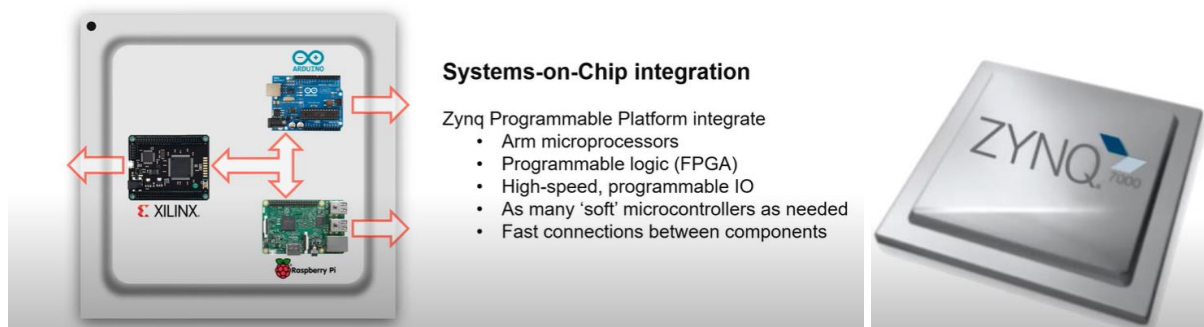 ARDUINO
XILINX
Raspberry Pi
Systems-on-Chip integration
Zynq Programmable Platform integrate
• Arm microprocessors
• Programmable logic (FPGA)
• High-speed, programmable IO
• As many ‘soft’ microcontrollers as needed
• Fast connections between components
ZYNQ
7000